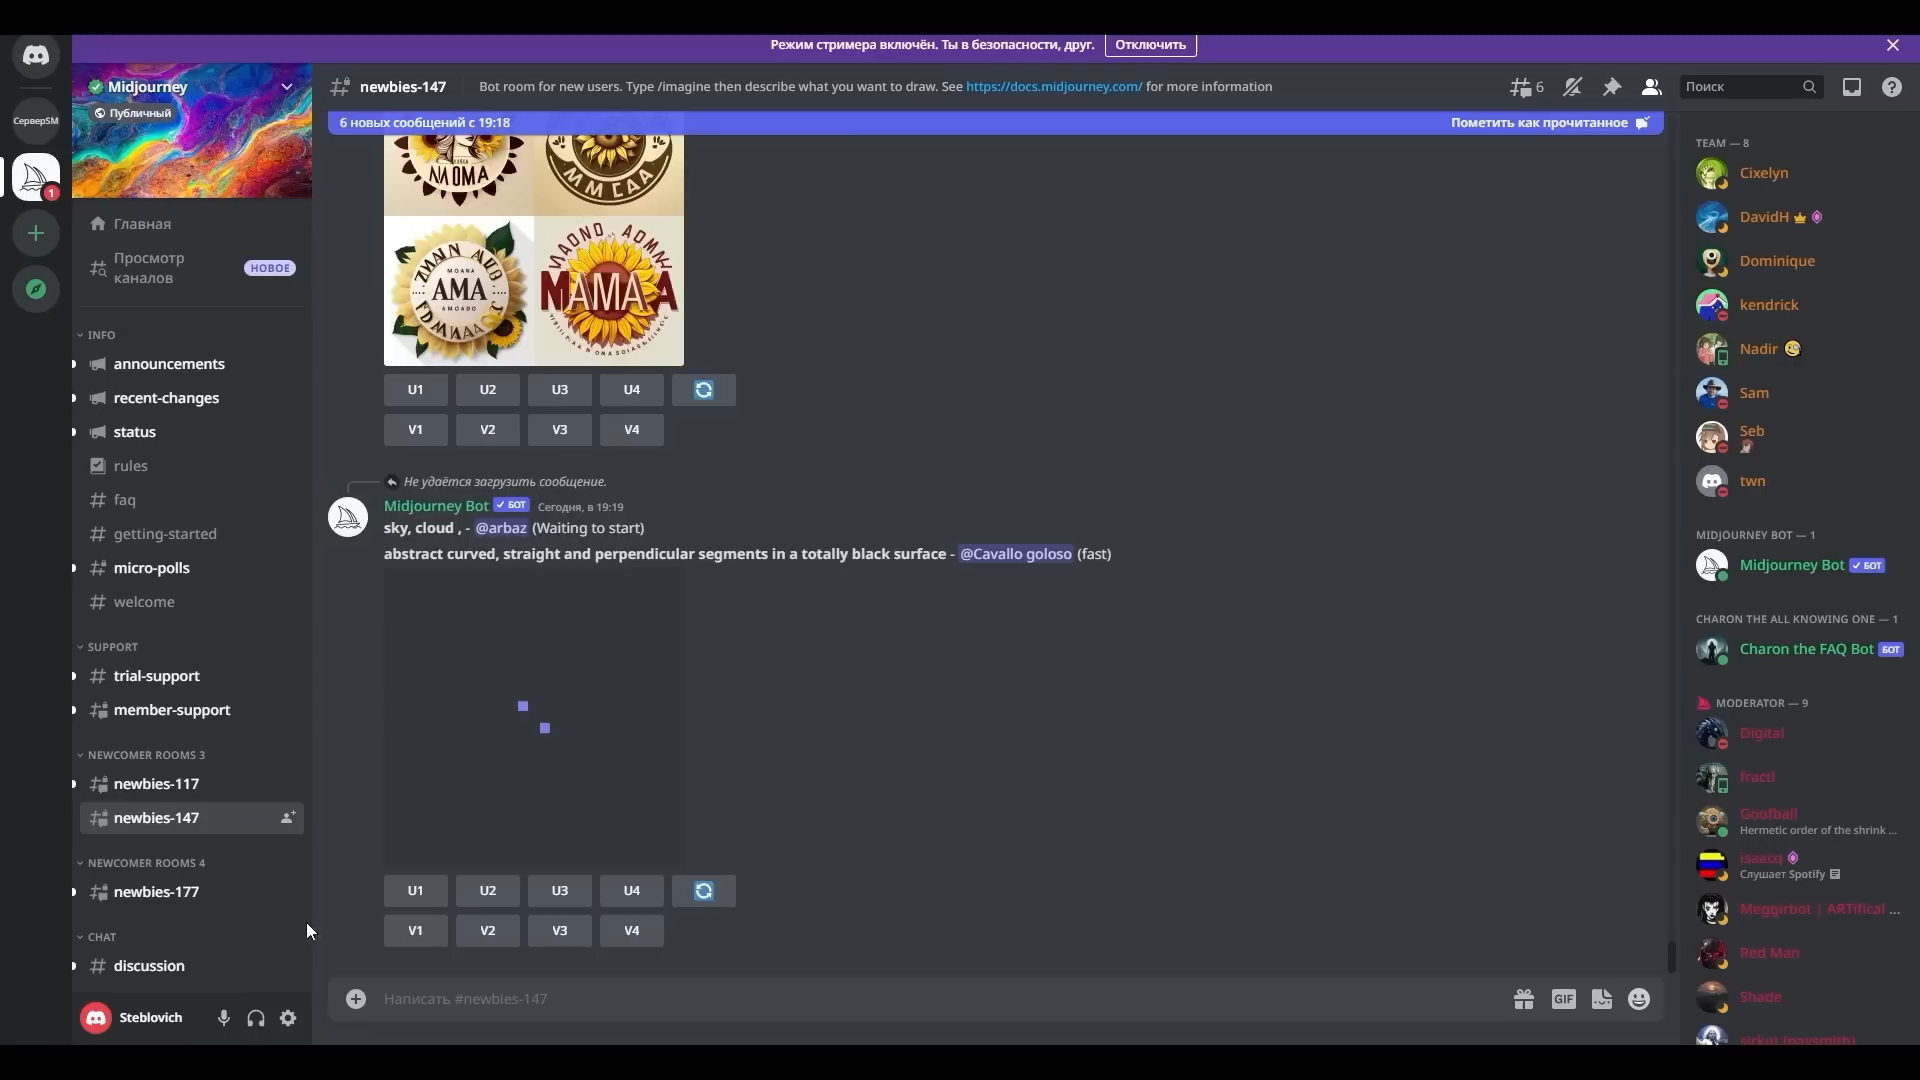 Режим стримера включён. Ты в безопасности, друг. Отключить
СерверSM
1
Midjourney
Публичный
Главная
Просмотр каналов
НОВОЕ
INFO
announcements
recent-changes
status
rules
faq
getting-started
micro-polls
welcome
SUPPORT
trial-support
member-support
NEWCOMER ROOMS 3
newbies-117
newbies-147
NEWCOMER ROOMS 4
newbies-177
CHAT
discussion
Steblovich
newbies-147 Bot room for new users. Type /imagine then describe what you want to draw. See https://docs.midjourney.com/ for more information
6
Поиск
6 новых сообщений с 19:18 Пометить как прочитанное
MOANA
AMA
AMOADO
MAMAA
U1 U2 U3 U4
V1 V2 V3 V4
Не удаётся загрузить сообщение.
Midjourney Bot БОТ Сегодня, в 19:19
sky, cloud , - @arbaz (Waiting to start)
abstract curved, straight and perpendicular segments in a totally black surface - @Cavallo goloso (fast)
U1 U2 U3 U4
V1 V2 V3 V4
Написать #newbies-147
GIF
TEAM — 8
Cixelyn
DavidH
Dominique
kendrick
Nadir
Sam
Seb
twn
MIDJOURNEY BOT — 1
Midjourney Bot БОТ
CHARON THE ALL KNOWING ONE — 1
Charon the FAQ Bot БОТ
MODERATOR — 9
Digital
fractl
Goofball
Hermetic order of the shrink ...
isaacq
Слушает Spotify
Meggirbot | ARTifical ...
Red Man
Shade